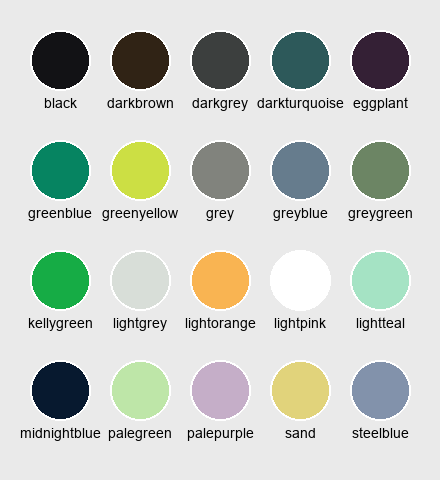 black darkbrown darkgrey darkturquoise eggplant
greenblue greenyellow grey greyblue greygreen
kellygreen lightgrey lightorange lightpink lightteal
midnightblue palegreen palepurple sand steelblue